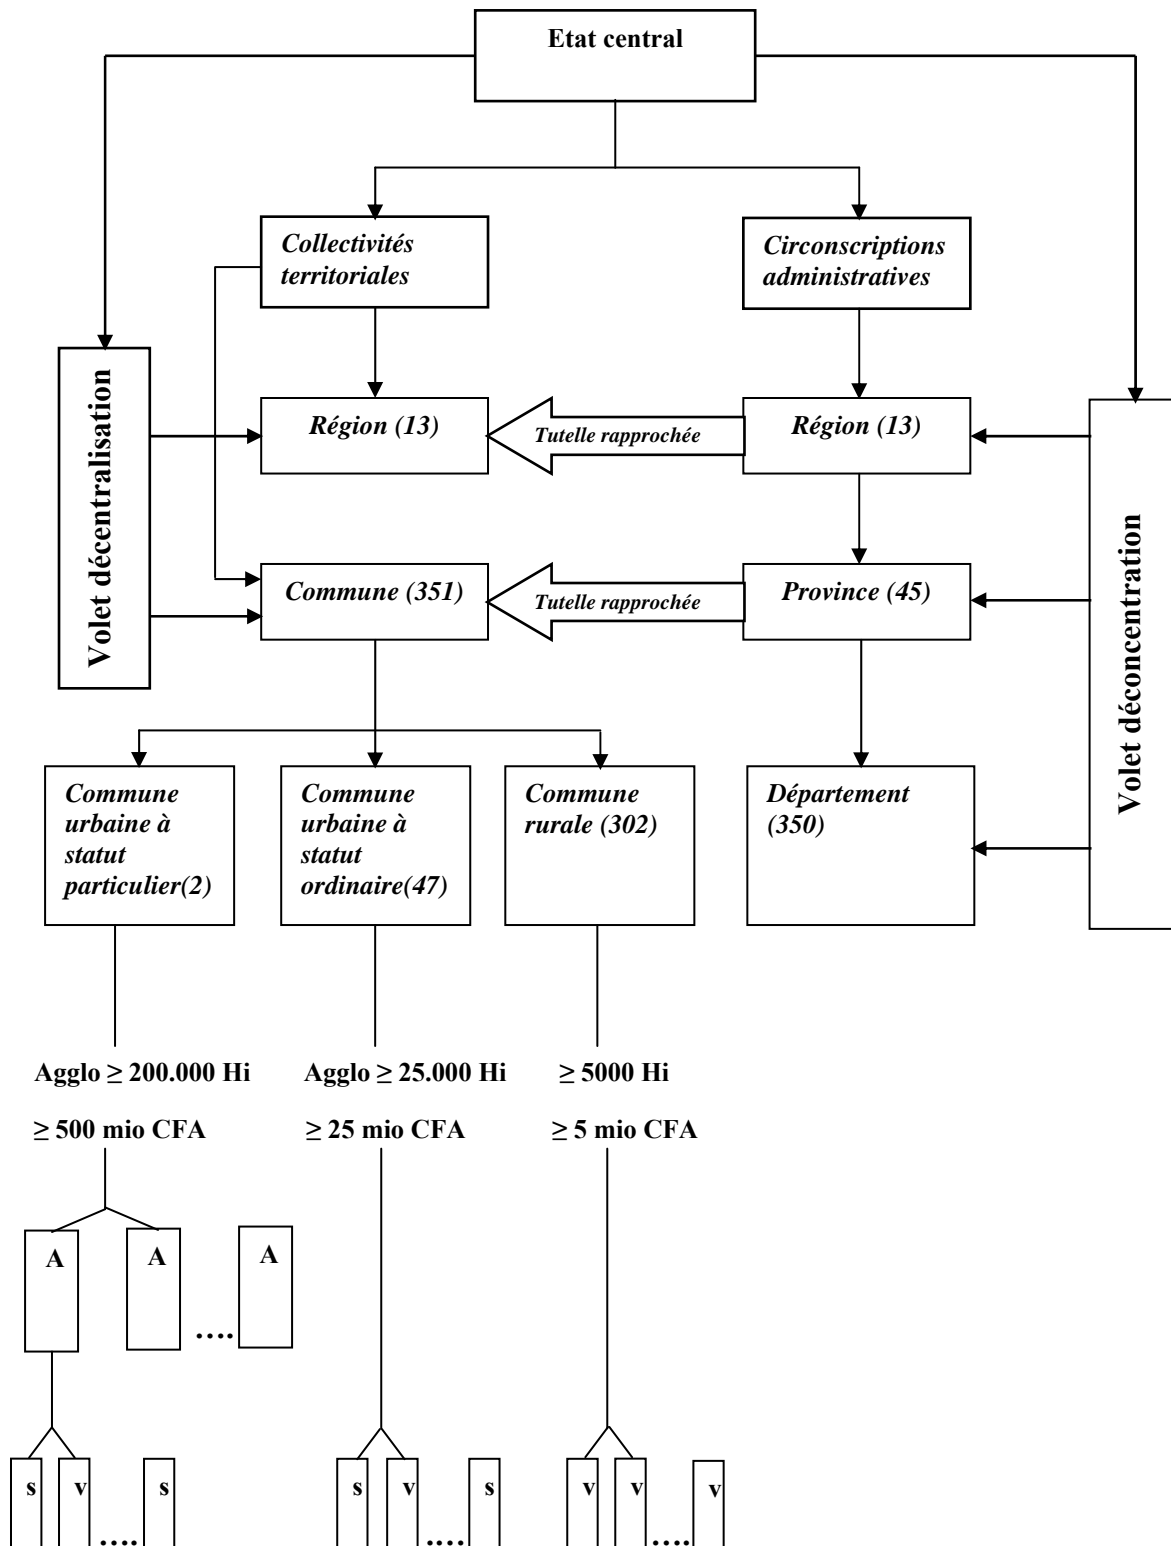 Etat central
Collectivités
territoriales
Circonscriptions
administratives
Volet décentralisation
Région (13)
Tutelle rapprochée
Région (13)
Volet déconcentration
Commune (351)
Tutelle rapprochée
Province (45)
Commune
urbaine à
statut
particulier(2)
Commune
urbaine à
statut
ordinaire(47)
Commune
rurale (302)
Département
(350)
Agglo ≥ 200.000 Hi
Agglo ≥ 25.000 Hi
≥ 5000 Hi
≥ 500 mio CFA
≥ 25 mio CFA
≥ 5 mio CFA
A
A
….
A
s
v
….
s
s
v
….
s
v
v
….
v